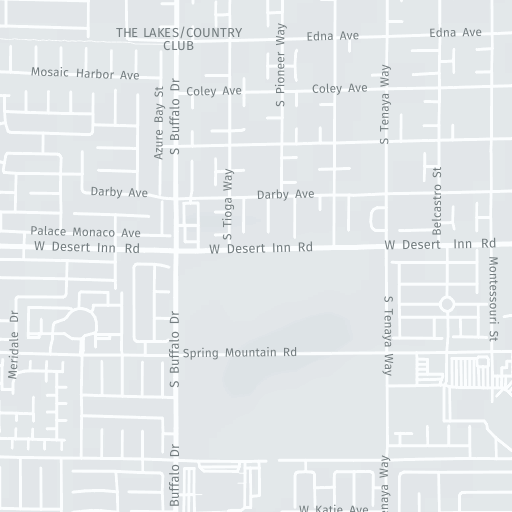 THE LAKES/COUNTRY
CLUB
Edna Ave
Edna Ave
S Pioneer Way
Mosaic Harbor Ave
Coley Ave
Coley Ave
Azure Bay St
S Buffalo Dr
S Tenaya Way
Darby Ave
Darby Ave
S Tioga Way
Belcastro St
Palace Monaco Ave
W Desert Inn Rd
W Desert Inn Rd
W Desert Inn Rd
Montessouri St
Meridale Dr
S Buffalo Dr
S Tenaya Way
Spring Mountain Rd
Buffalo Dr
enaya Way
W Katie Ave